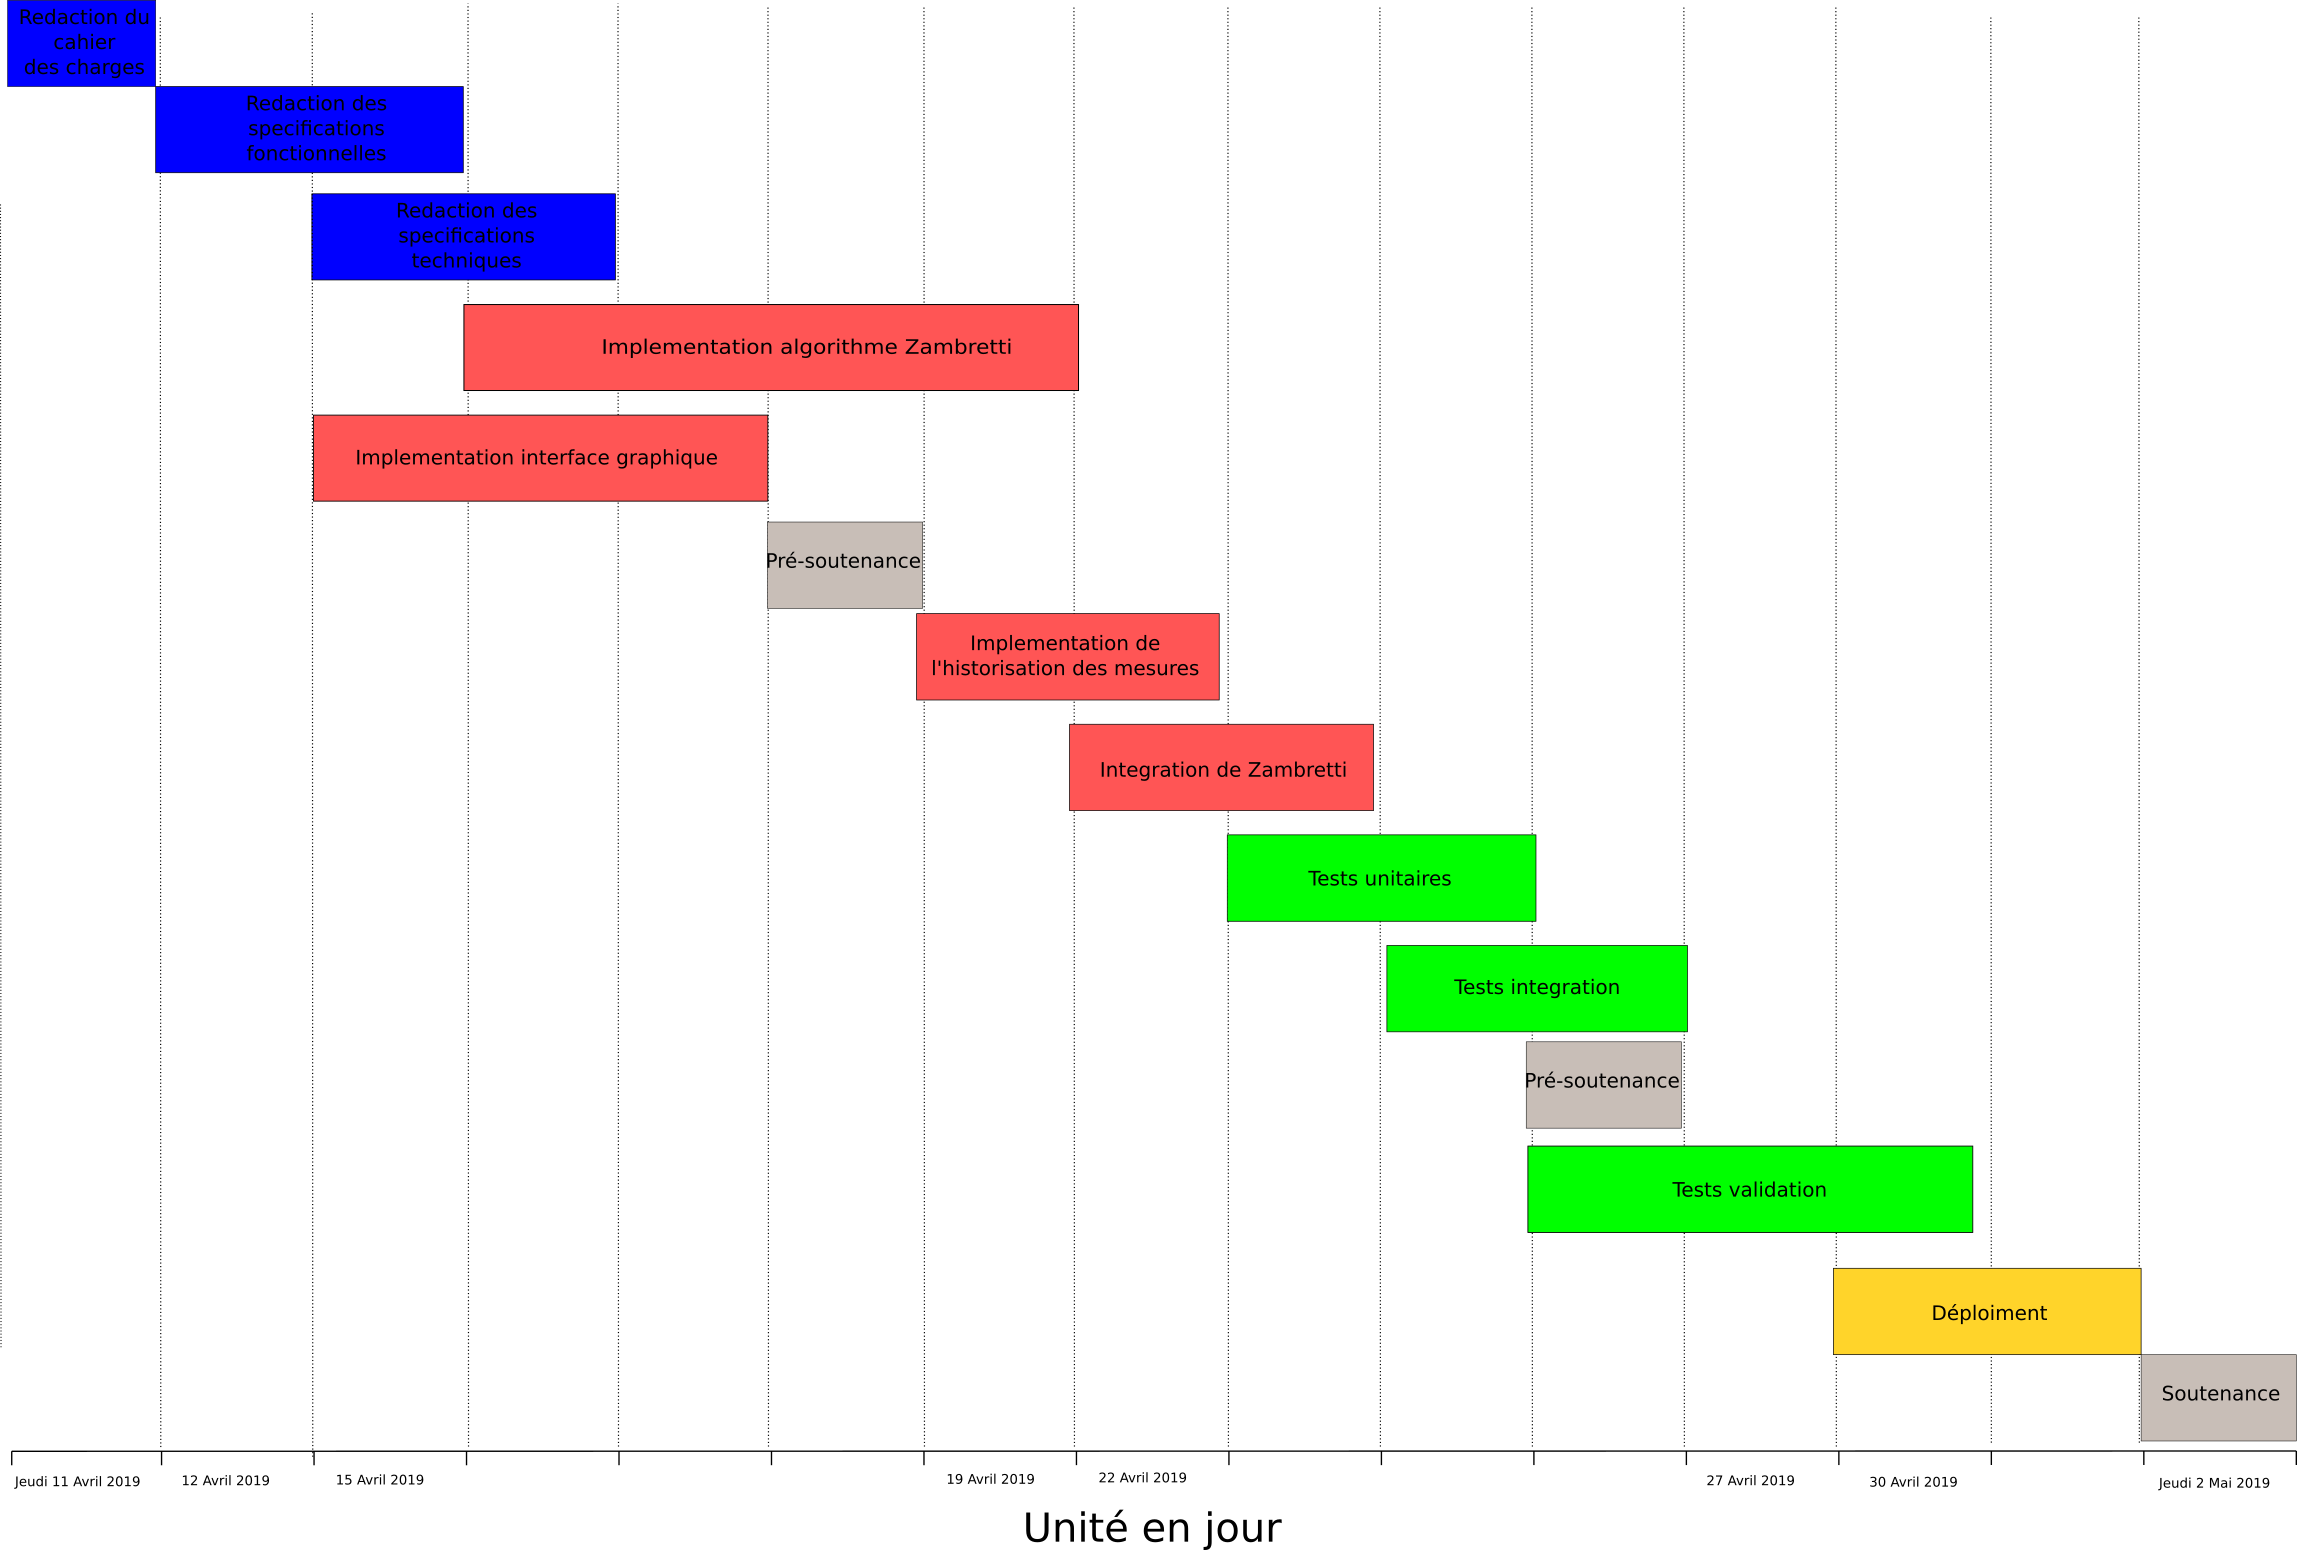 Redaction du
cahier
des charges
Redaction des
specifications
fonctionnelles
Redaction des
specifications
techniques
Implementation algorithme Zambretti
Implementation interface graphique
Pré-soutenance
Implementation de
l'historisation des mesures
Integration de Zambretti
Tests unitaires
Tests integration
Pré-soutenance
Tests validation
Déploiment
Soutenance
Jeudi 11 Avril 2019
12 Avril 2019
15 Avril 2019
19 Avril 2019
22 Avril 2019
27 Avril 2019
30 Avril 2019
Jeudi 2 Mai 2019
Unité en jour